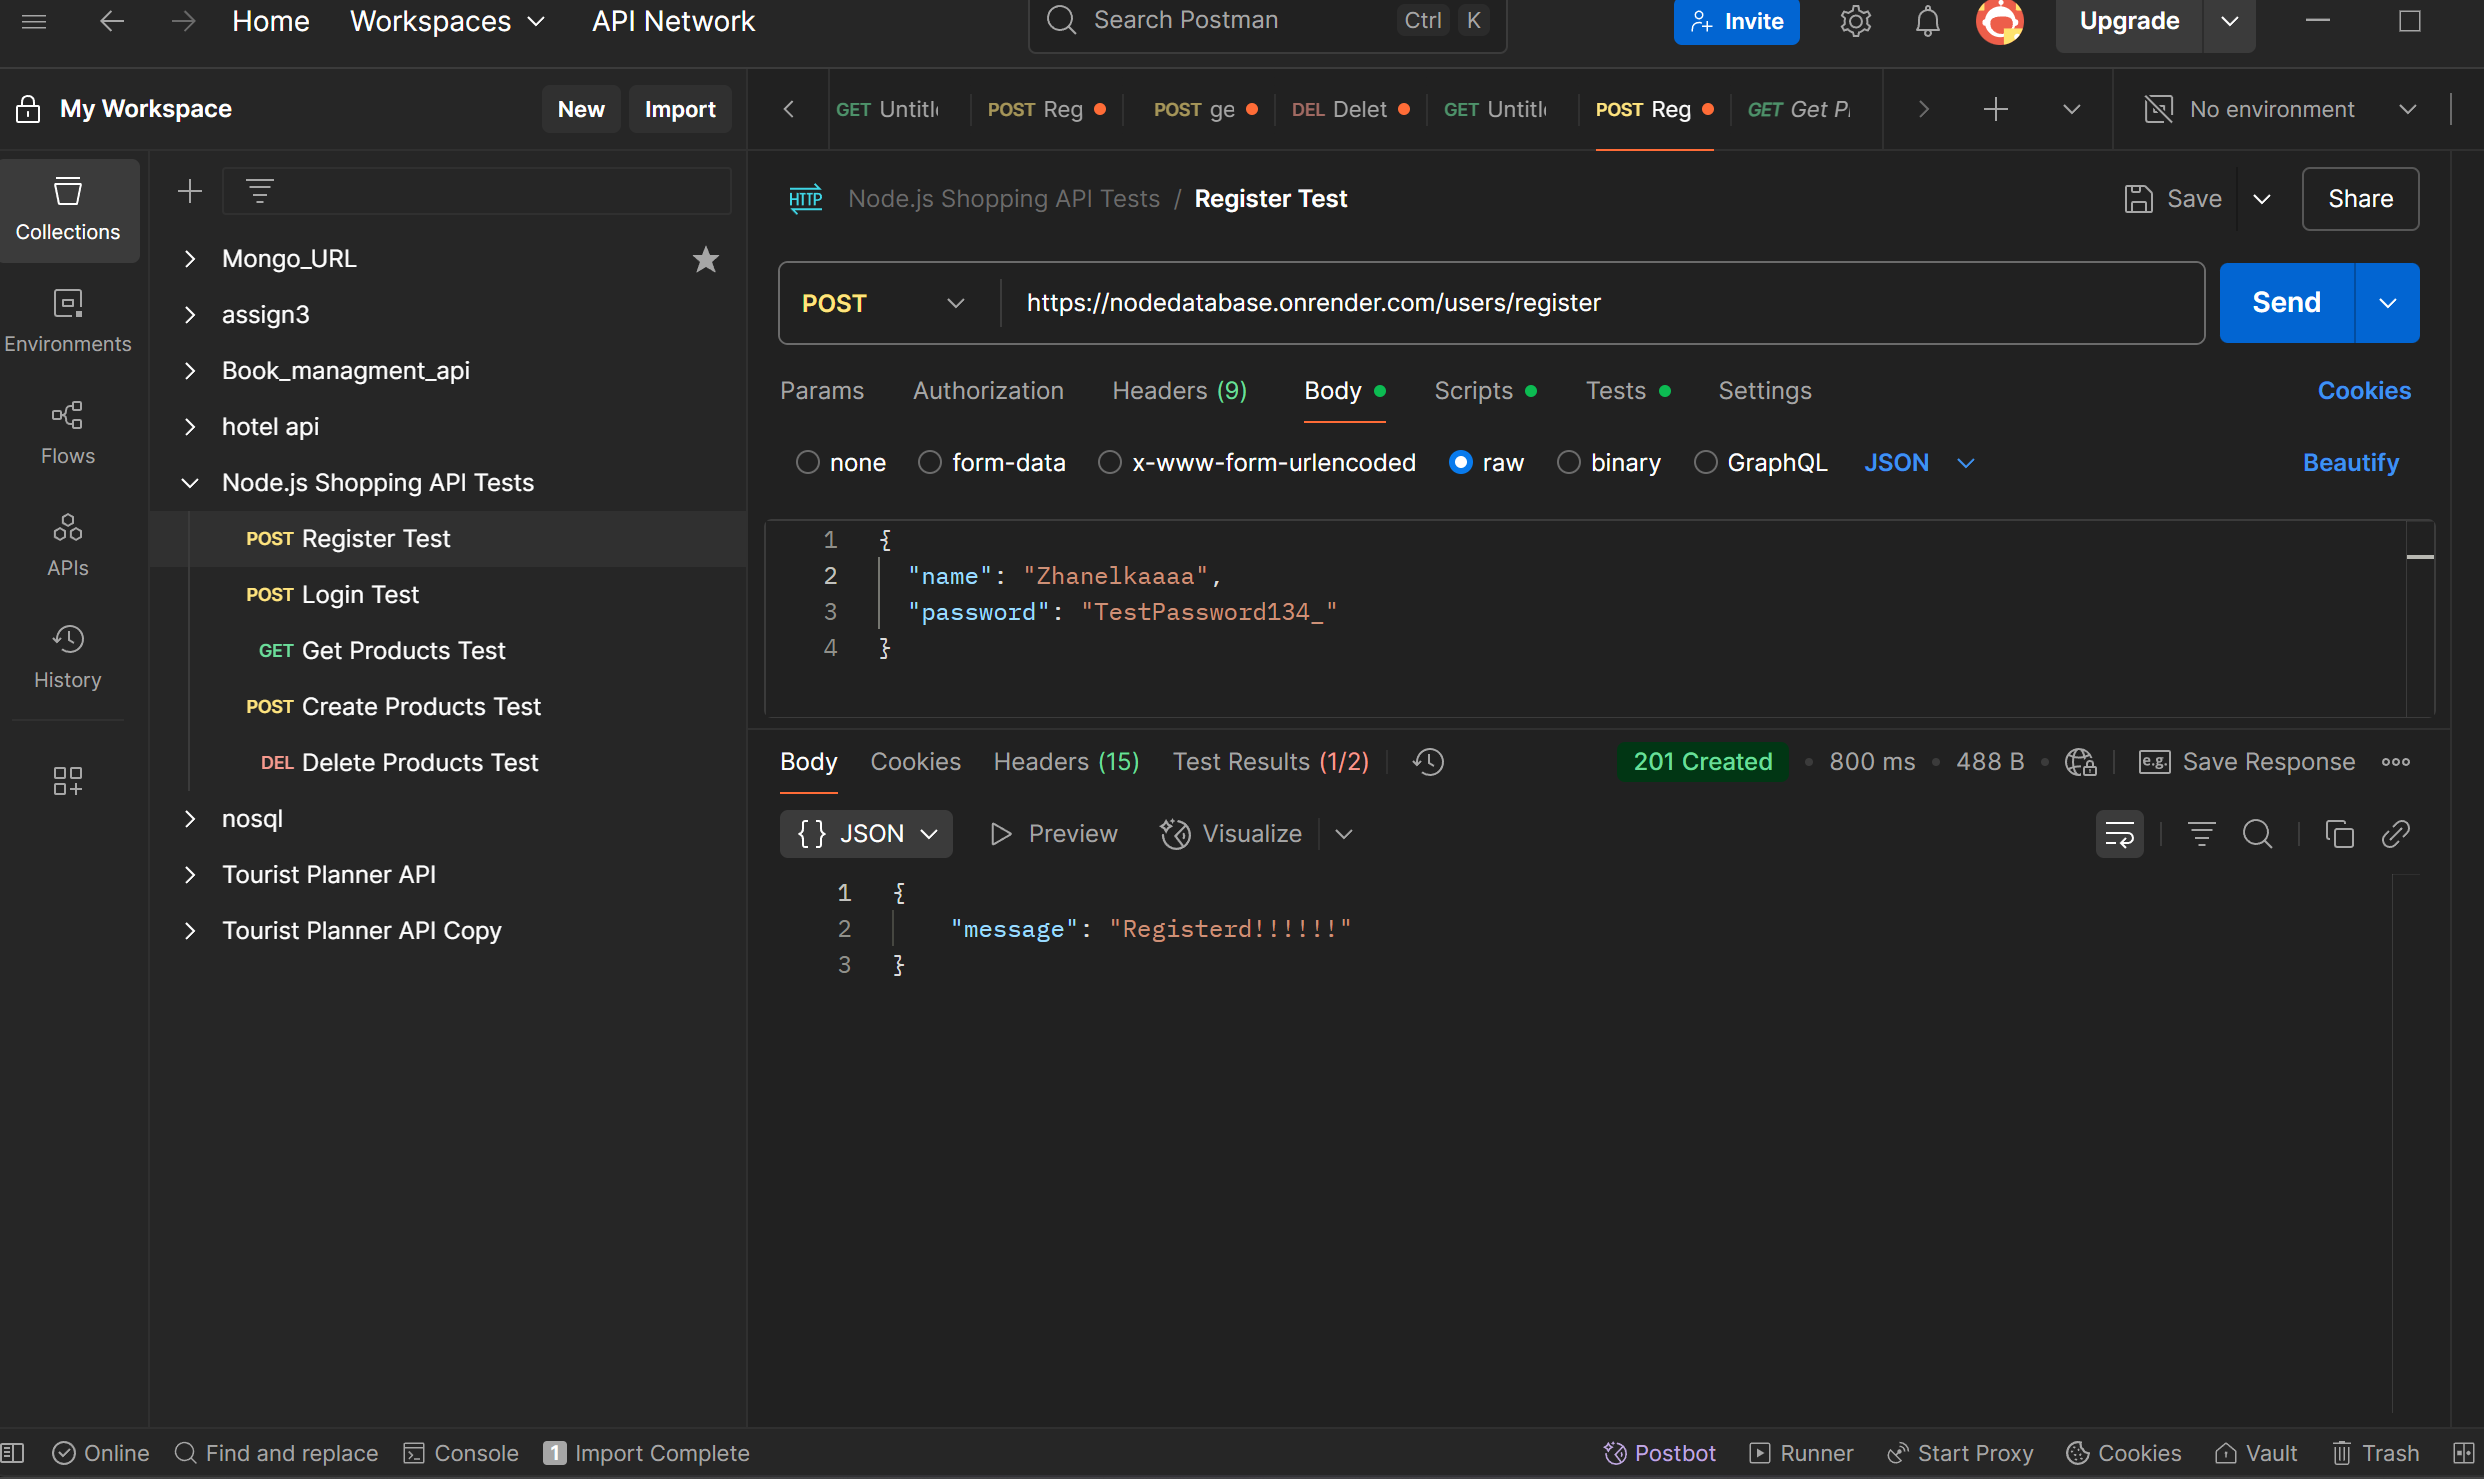 Home Workspaces API Network Search Postman Ctrl K Invite Upgrade
My Workspace New Import GET Untitl POST Reg POST ge DEL Delet GET Untitl POST Reg GET Get No environment
HTTP Node.js Shopping API Tests / Register Test Save Share
Collections
Environments
Flows
APIs
History
Mongo_URL
assign3
Book_managment_api
hotel api
Node.js Shopping API Tests
POST Register Test
POST Login Test
GET Get Products Test
POST Create Products Test
DEL Delete Products Test
nosql
Tourist Planner API
Tourist Planner API Copy
POST https://nodedatabase.onrender.com/users/register Send
Params Authorization Headers (9) Body Scripts Tests Settings Cookies
none form-data x-www-form-urlencoded raw binary GraphQL JSON Beautify
1 {
2 "name": "Zhanelkaaaa",
3 "password": "TestPassword134_"
4 }
Body Cookies Headers (15) Test Results (1/2) 201 Created 800 ms 488 B e.g. Save Response
{ } JSON Preview Visualize
1 {
2 "message": "Registerd!!!!!!"
3 }
Online Find and replace Console 1 Import Complete Postbot Runner Start Proxy Cookies Vault Trash